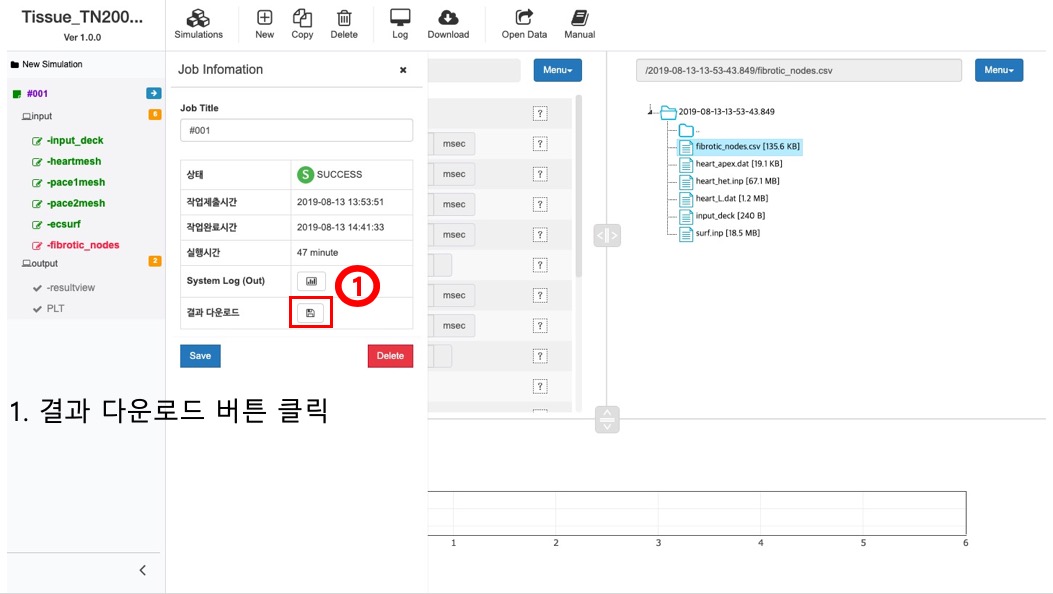 Tissue_TN200...
Ver 1.0.0
Simulations
New
Copy
Delete
Log
Download
Open Data
Manual
New Simulation
#001
input
6
-input_deck
-heartmesh
-pace1mesh
-pace2mesh
-ecsurf
-fibrotic_nodes
output
2
-resultview
PLT
Job Infomation
×
Job Title
#001
상태
S SUCCESS
작업제출시간
2019-08-13 13:53:51
작업완료시간
2019-08-13 14:41:33
실행시간
47 minute
System Log (Out)
1
결과 다운로드
Save
Delete
1. 결과 다운로드 버튼 클릭
Menu
?
msec
?
msec
?
msec
?
msec
?
?
msec
?
msec
?
?
?
/2019-08-13-13-53-43.849/fibrotic_nodes.csv
Menu
2019-08-13-13-53-43.849
..
fibrotic_nodes.csv [135.6 KB]
heart_apex.dat [19.1 KB]
heart_het.inp [67.1 MB]
heart_L.dat [1.2 MB]
input_deck [240 B]
surf.inp [18.5 MB]
1
2
3
4
5
6